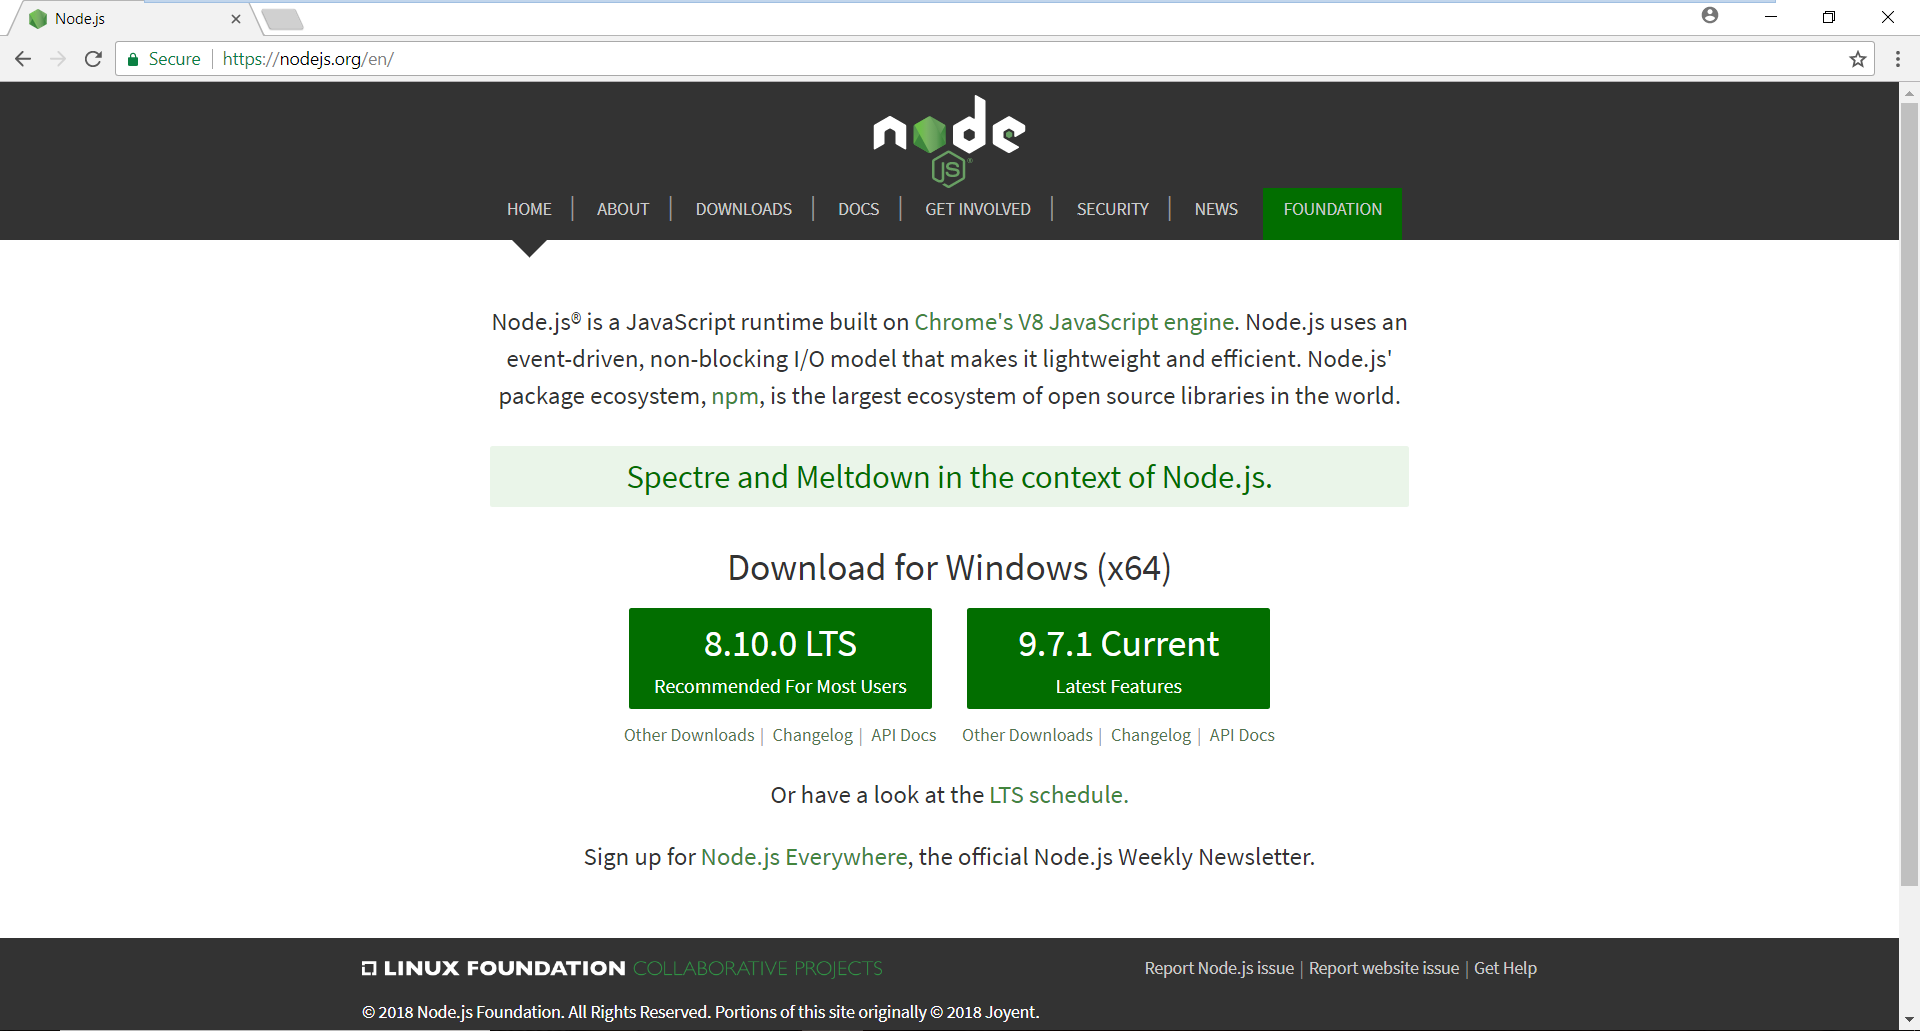 Node.js
Secure https://nodejs.org/en/
node
JS®
HOME ABOUT DOWNLOADS DOCS GET INVOLVED SECURITY NEWS FOUNDATION
Node.js® is a JavaScript runtime built on Chrome's V8 JavaScript engine. Node.js uses an
event-driven, non-blocking I/O model that makes it lightweight and efficient. Node.js'
package ecosystem, npm, is the largest ecosystem of open source libraries in the world.
Spectre and Meltdown in the context of Node.js.
Download for Windows (x64)
8.10.0 LTS
Recommended For Most Users
9.7.1 Current
Latest Features
Other Downloads | Changelog | API Docs
Other Downloads | Changelog | API Docs
Or have a look at the LTS schedule.
Sign up for Node.js Everywhere, the official Node.js Weekly Newsletter.
LINUX FOUNDATION COLLABORATIVE PROJECTS
Report Node.js issue | Report website issue | Get Help
© 2018 Node.js Foundation. All Rights Reserved. Portions of this site originally © 2018 Joyent.